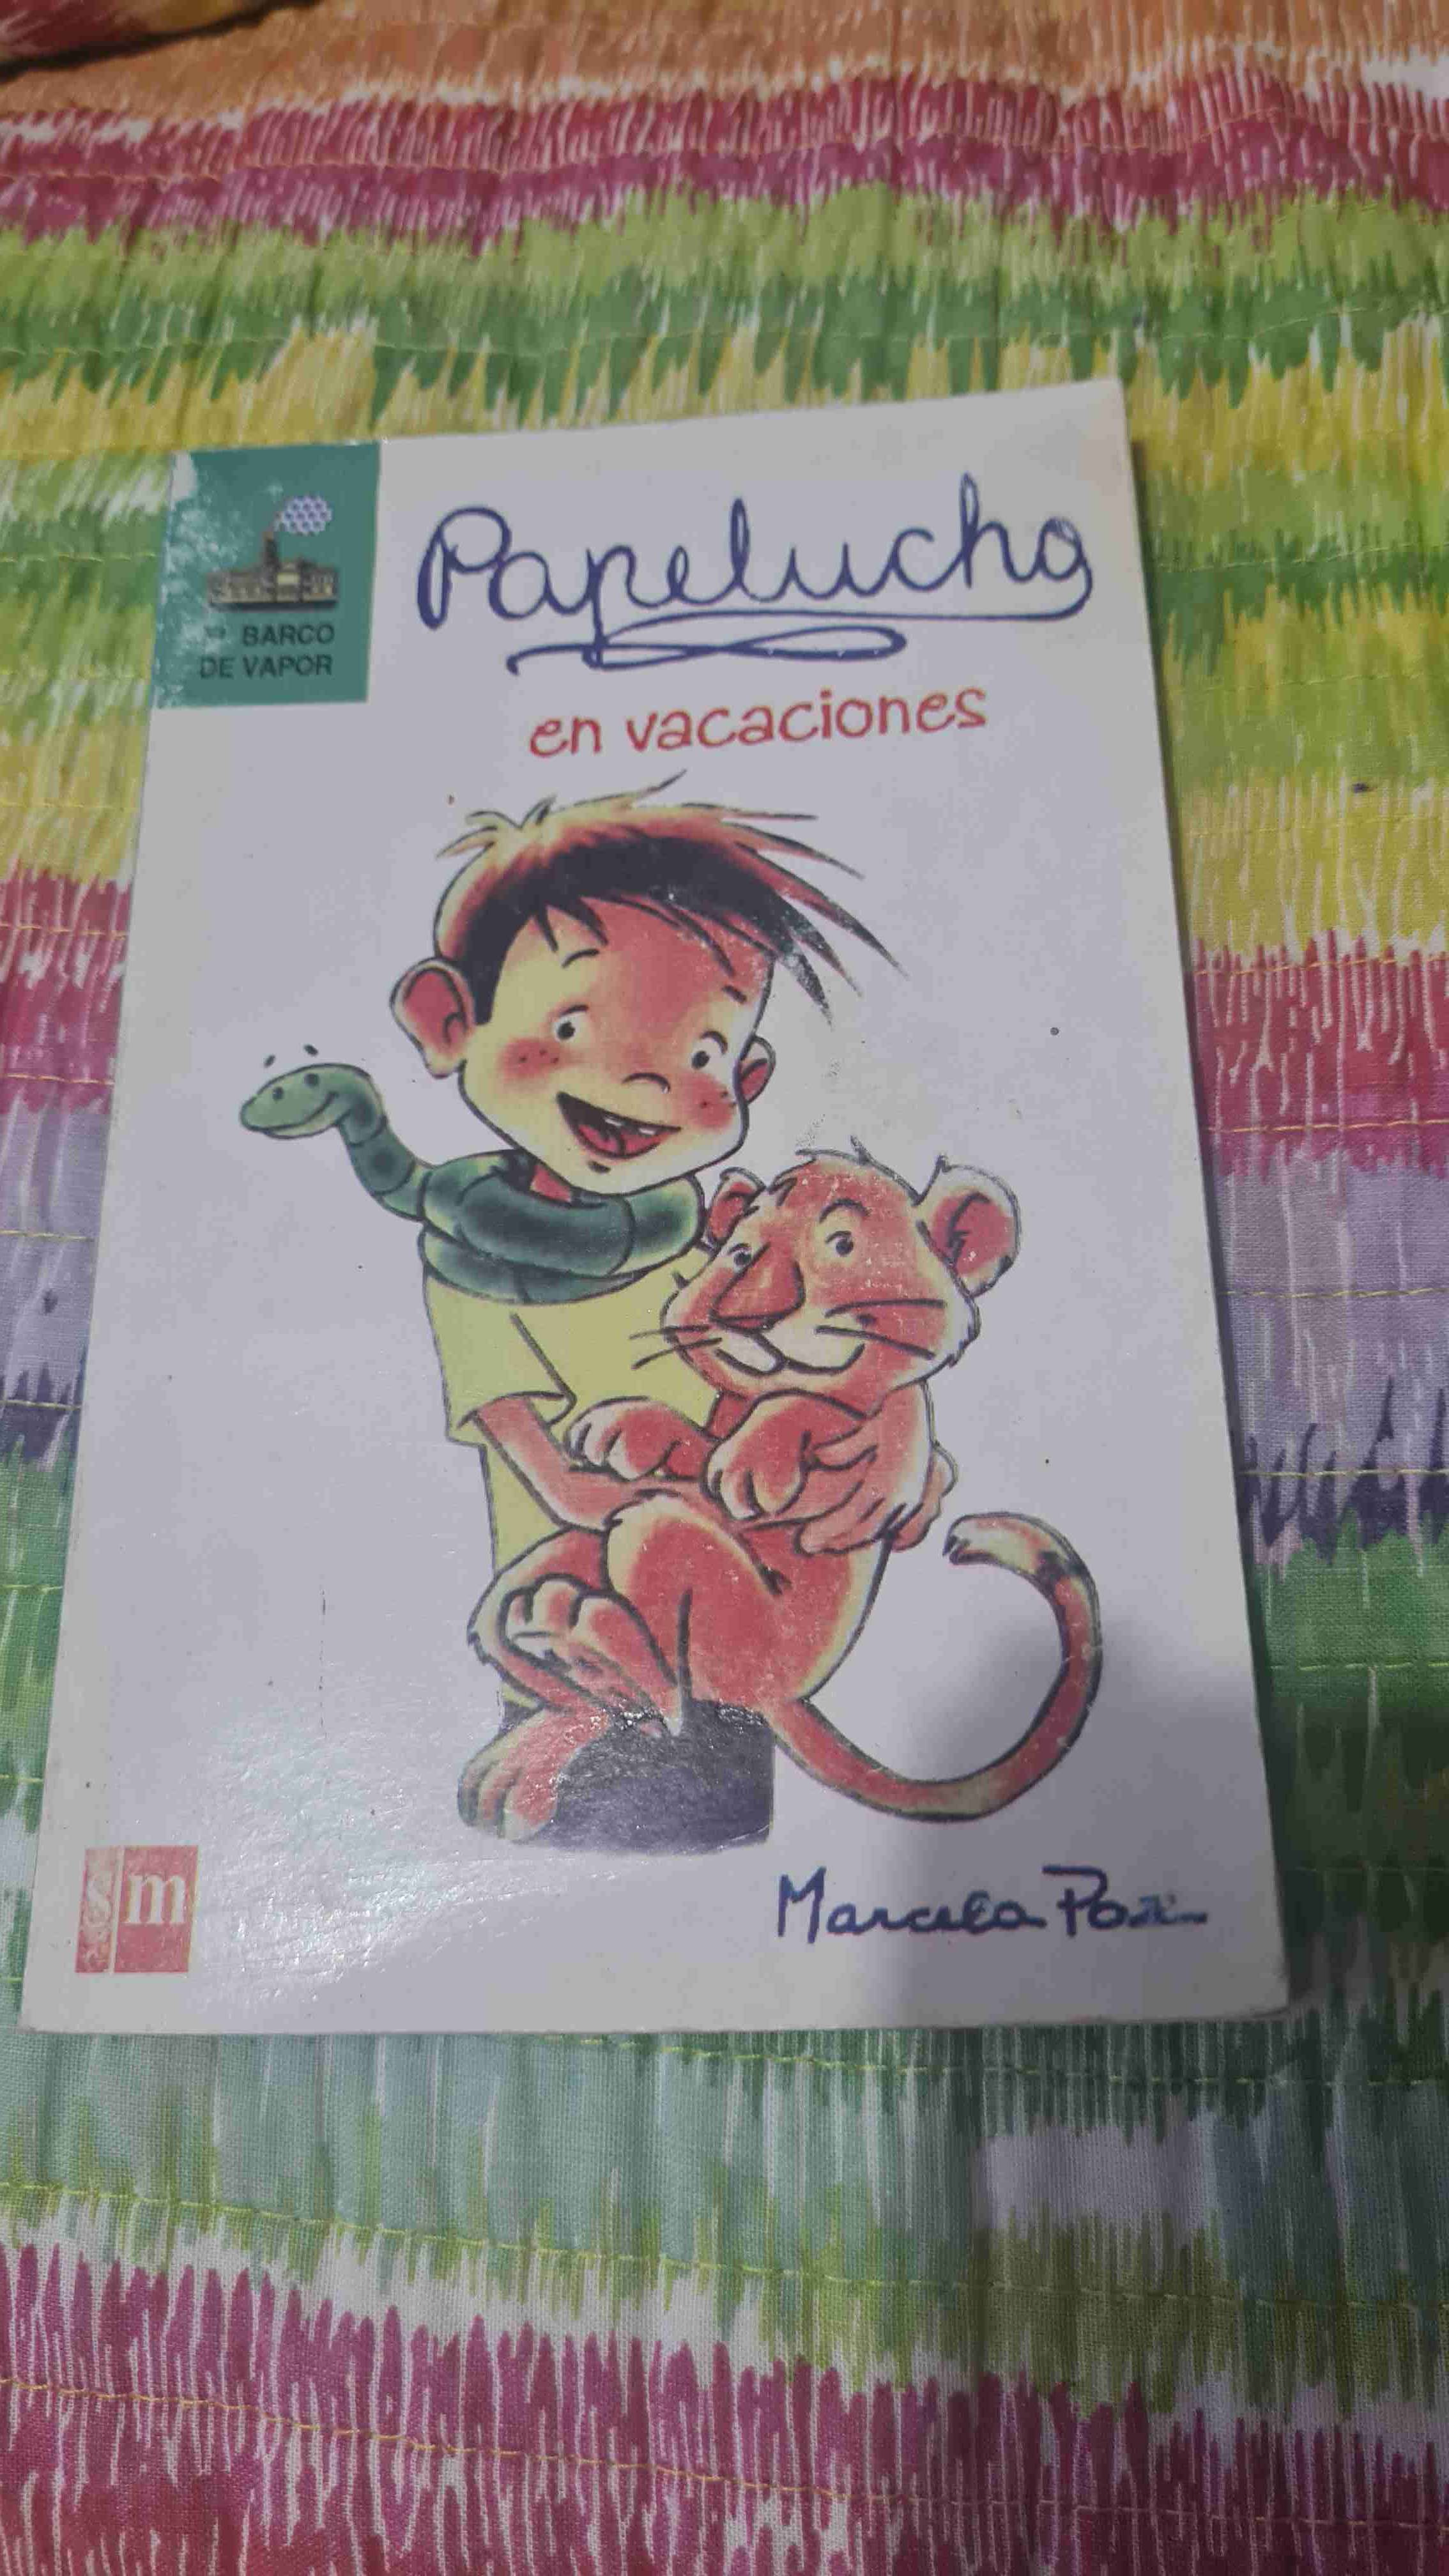 Papelucho
BARCO
DE VAPOR
en vacaciones
sm
Marcela Paz